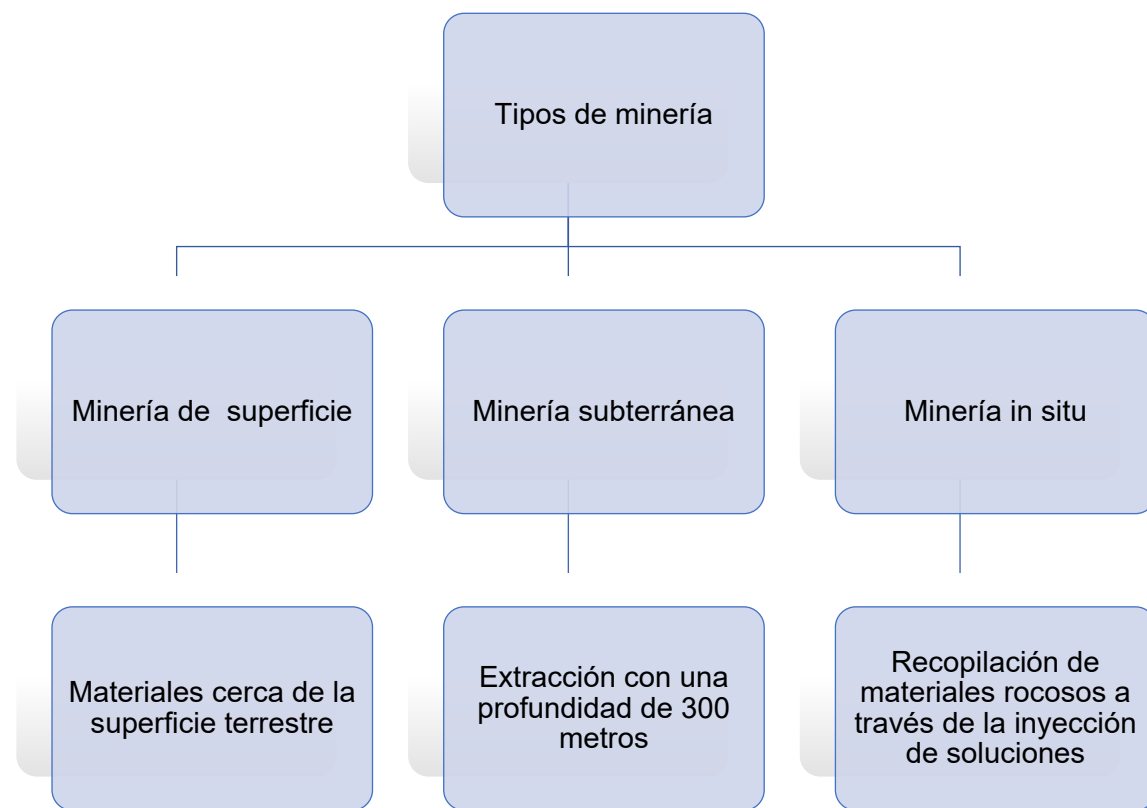 Tipos de minería
Minería de  superficie
Minería subterránea
Minería in situ
Materiales cerca de la
superficie terrestre
Extracción con una
profundidad de 300
metros
Recopilación de
materiales rocosos a
través de la inyección
de soluciones